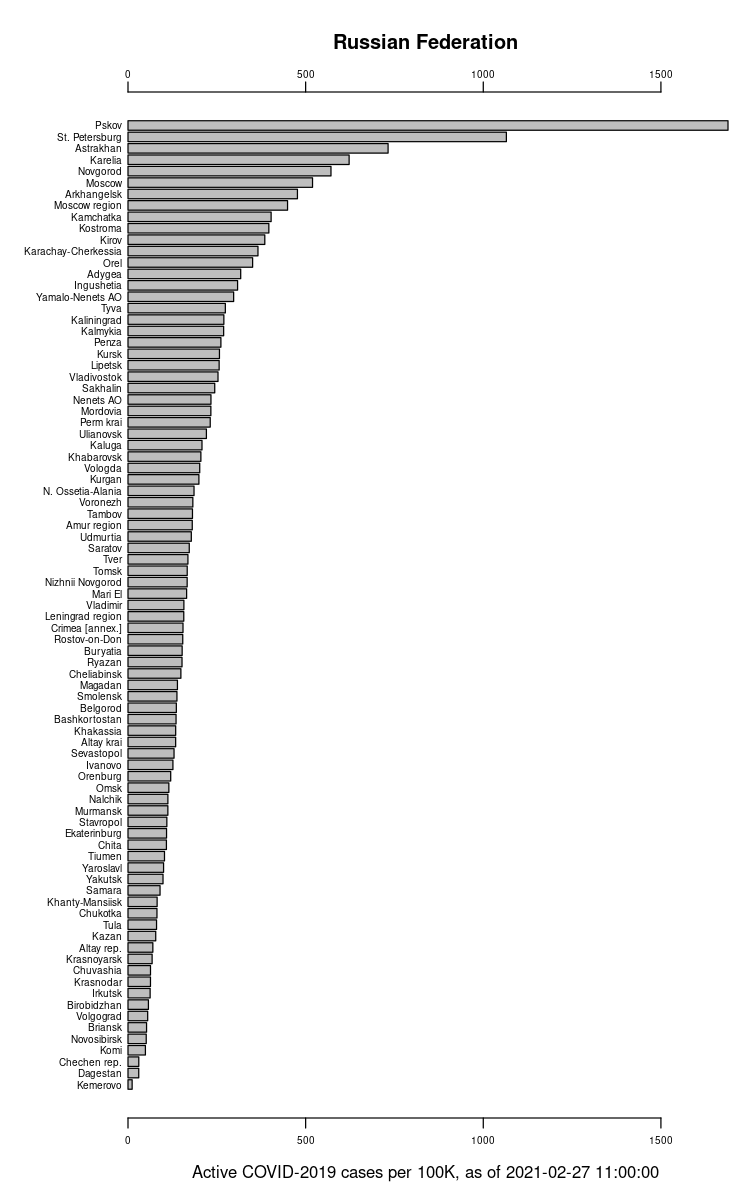 Russian Federation
0 500 1000 1500
Pskov
St. Petersburg
Astrakhan
Karelia
Novgorod
Moscow
Arkhangelsk
Moscow region
Kamchatka
Kostroma
Kirov
Karachay-Cherkessia
Orel
Adygea
Ingushetia
Yamalo-Nenets AO
Tyva
Kaliningrad
Kalmykia
Penza
Kursk
Lipetsk
Vladivostok
Sakhalin
Nenets AO
Mordovia
Perm krai
Ulianovsk
Kaluga
Khabarovsk
Vologda
Kurgan
N. Ossetia-Alania
Voronezh
Tambov
Amur region
Udmurtia
Saratov
Tver
Tomsk
Nizhnii Novgorod
Mari El
Vladimir
Leningrad region
Crimea [annex.]
Rostov-on-Don
Buryatia
Ryazan
Cheliabinsk
Magadan
Smolensk
Belgorod
Bashkortostan
Khakassia
Altay krai
Sevastopol
Ivanovo
Orenburg
Omsk
Nalchik
Murmansk
Stavropol
Ekaterinburg
Chita
Tiumen
Yaroslavl
Yakutsk
Samara
Khanty-Mansiisk
Chukotka
Tula
Kazan
Altay rep.
Krasnoyarsk
Chuvashia
Krasnodar
Irkutsk
Birobidzhan
Volgograd
Briansk
Novosibirsk
Komi
Chechen rep.
Dagestan
Kemerovo
0 500 1000 1500
Active COVID-2019 cases per 100K, as of 2021-02-27 11:00:00